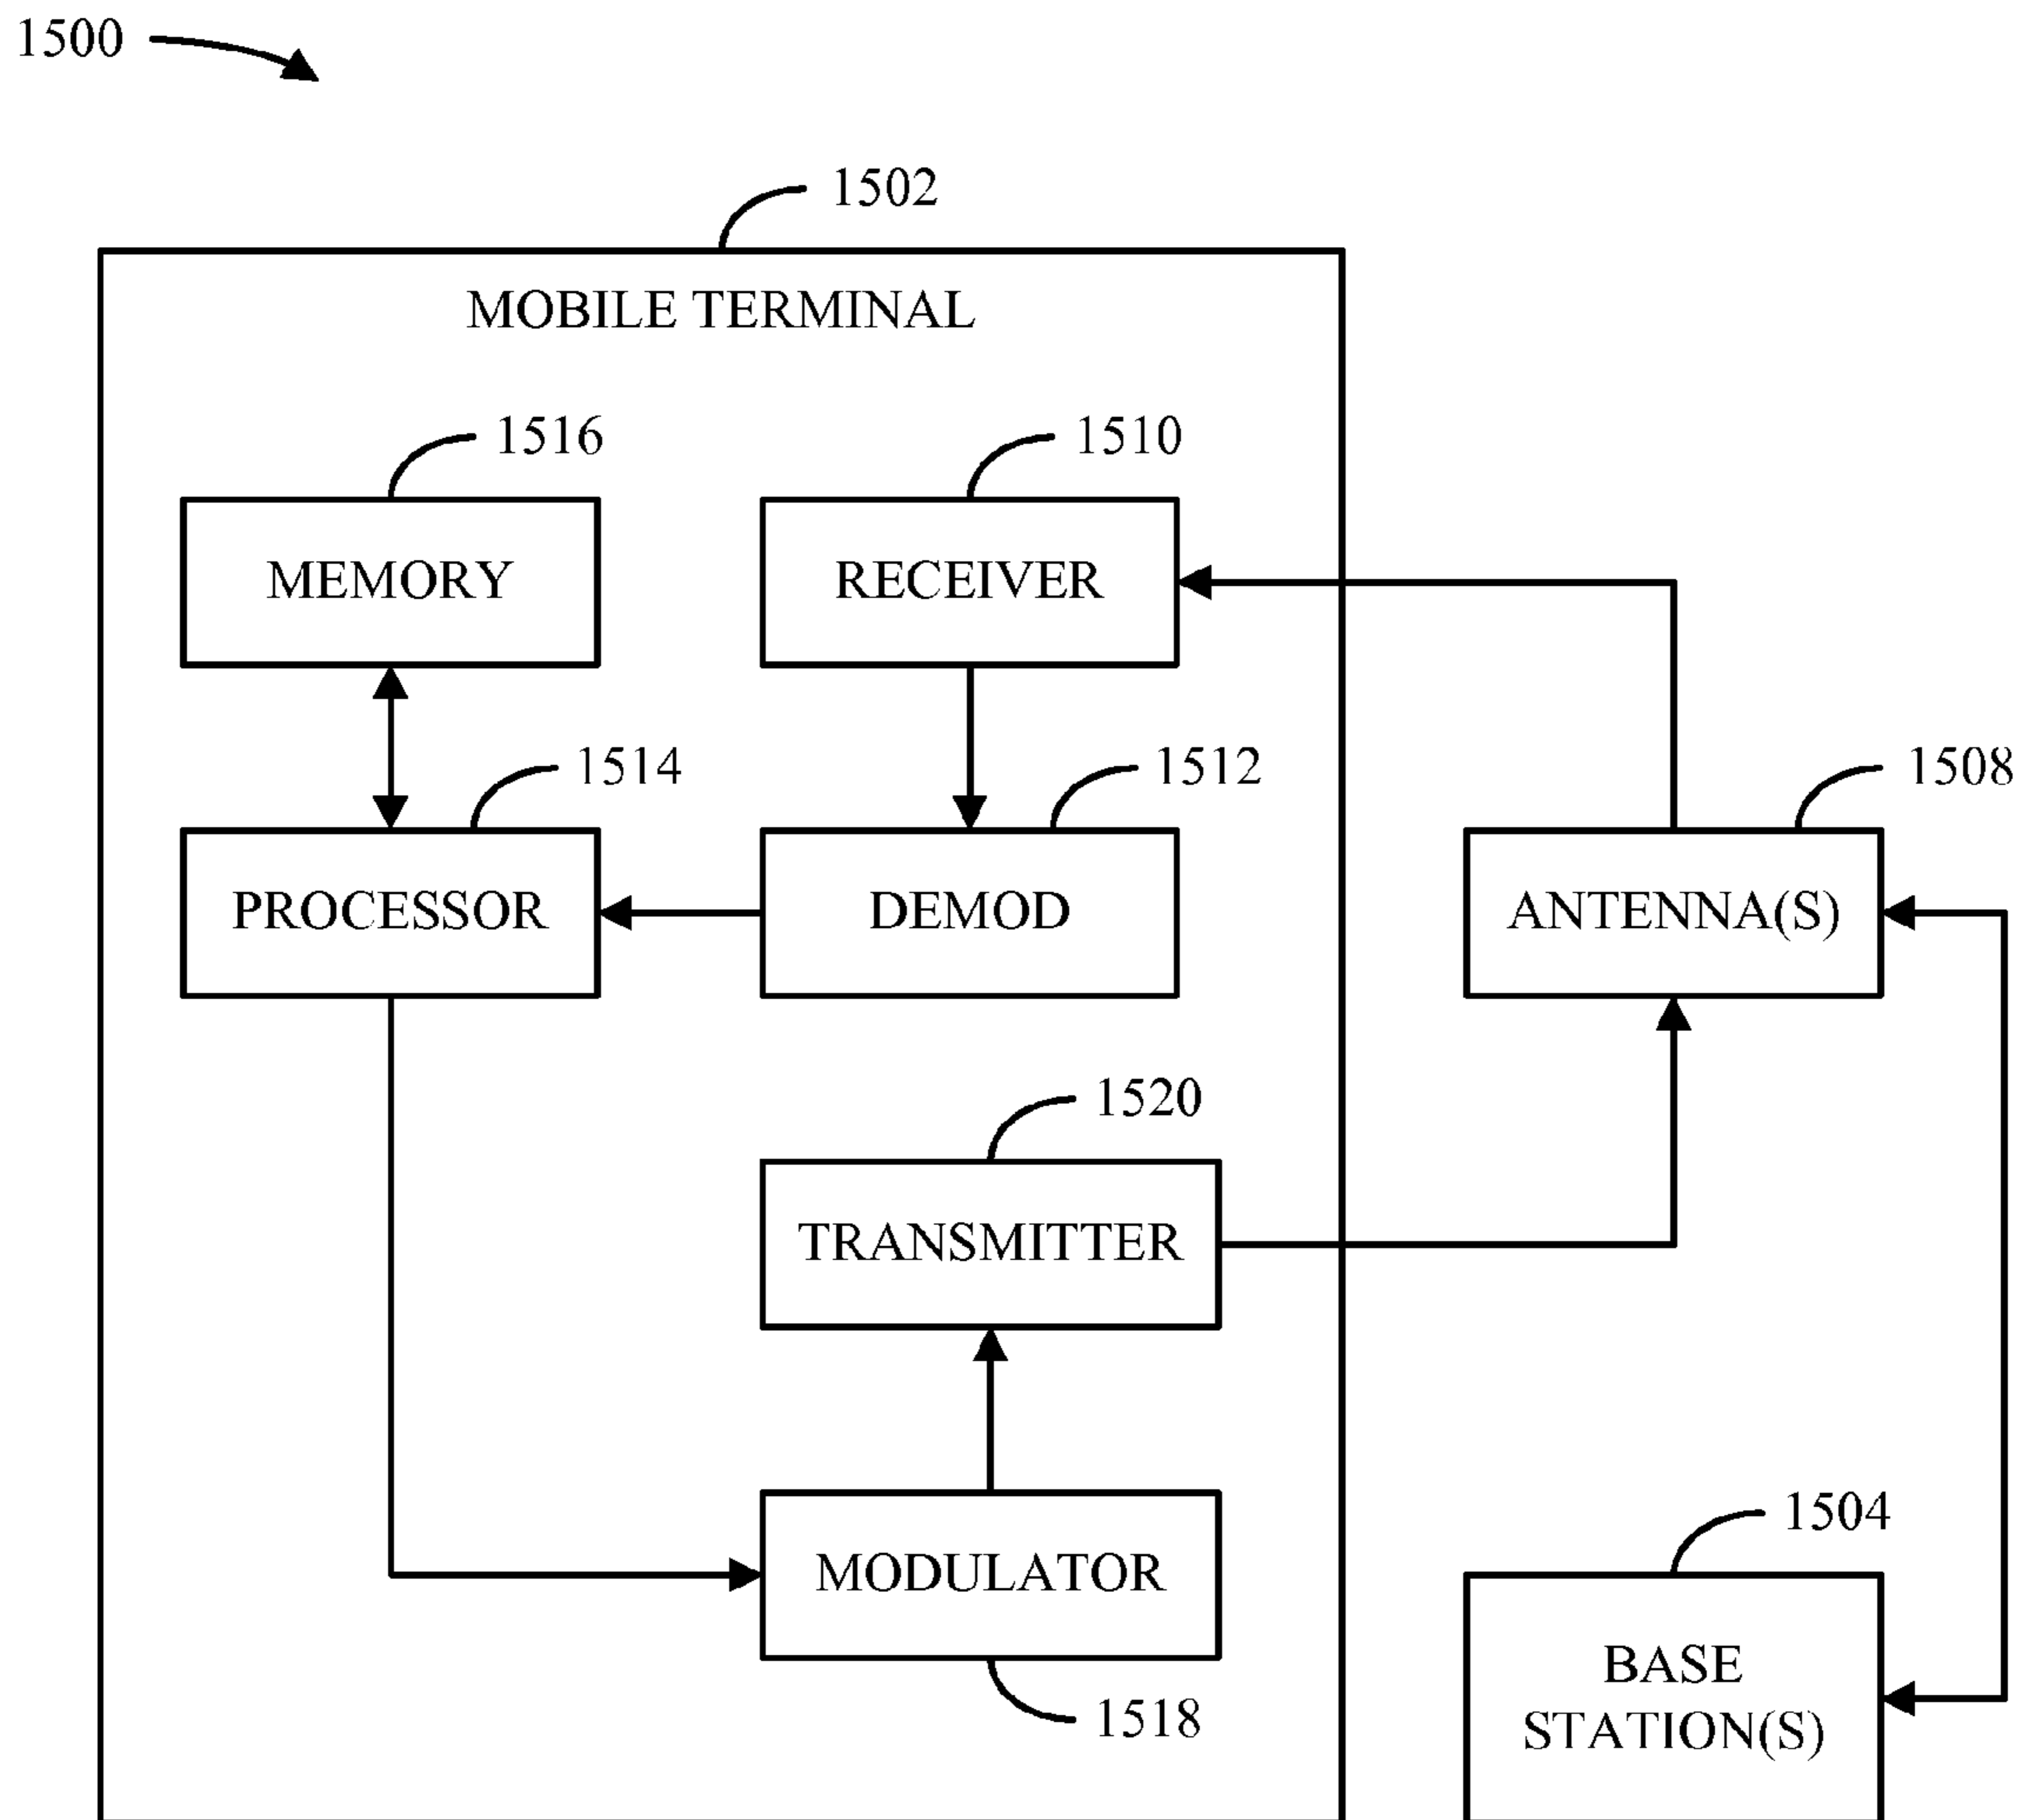 1500
1502
MOBILE TERMINAL
1516
1510
MEMORY
RECEIVER
1514
1512
1508
PROCESSOR
DEMOD
ANTENNA(S)
1520
TRANSMITTER
1504
MODULATOR
BASE
STATION(S)
1518